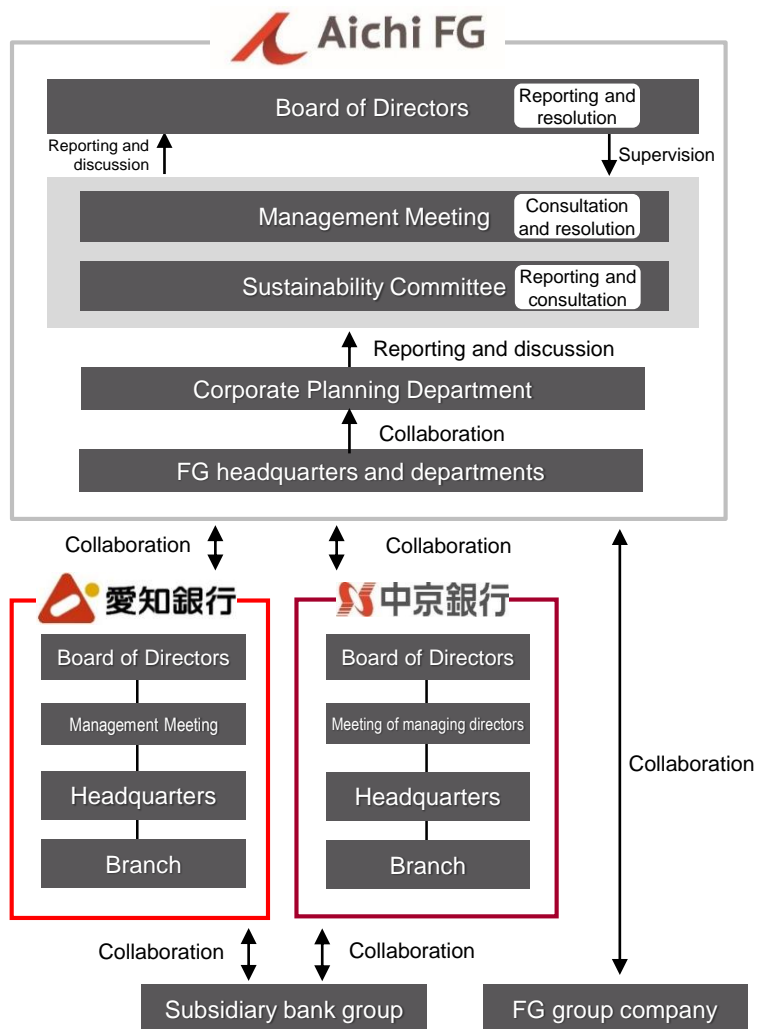 Aichi FG
Board of Directors
Reporting and
resolution
Reporting and
discussion
Supervision
Management Meeting
Consultation
and resolution
Sustainability Committee
Reporting and
consultation
Reporting and discussion
Corporate Planning Department
Collaboration
FG headquarters and departments
Collaboration
Collaboration
愛知銀行
中京銀行
Board of Directors
Board of Directors
Management Meeting
Meeting of managing directors
Headquarters
Headquarters
Branch
Branch
Collaboration
Collaboration
Collaboration
Subsidiary bank group
FG group company